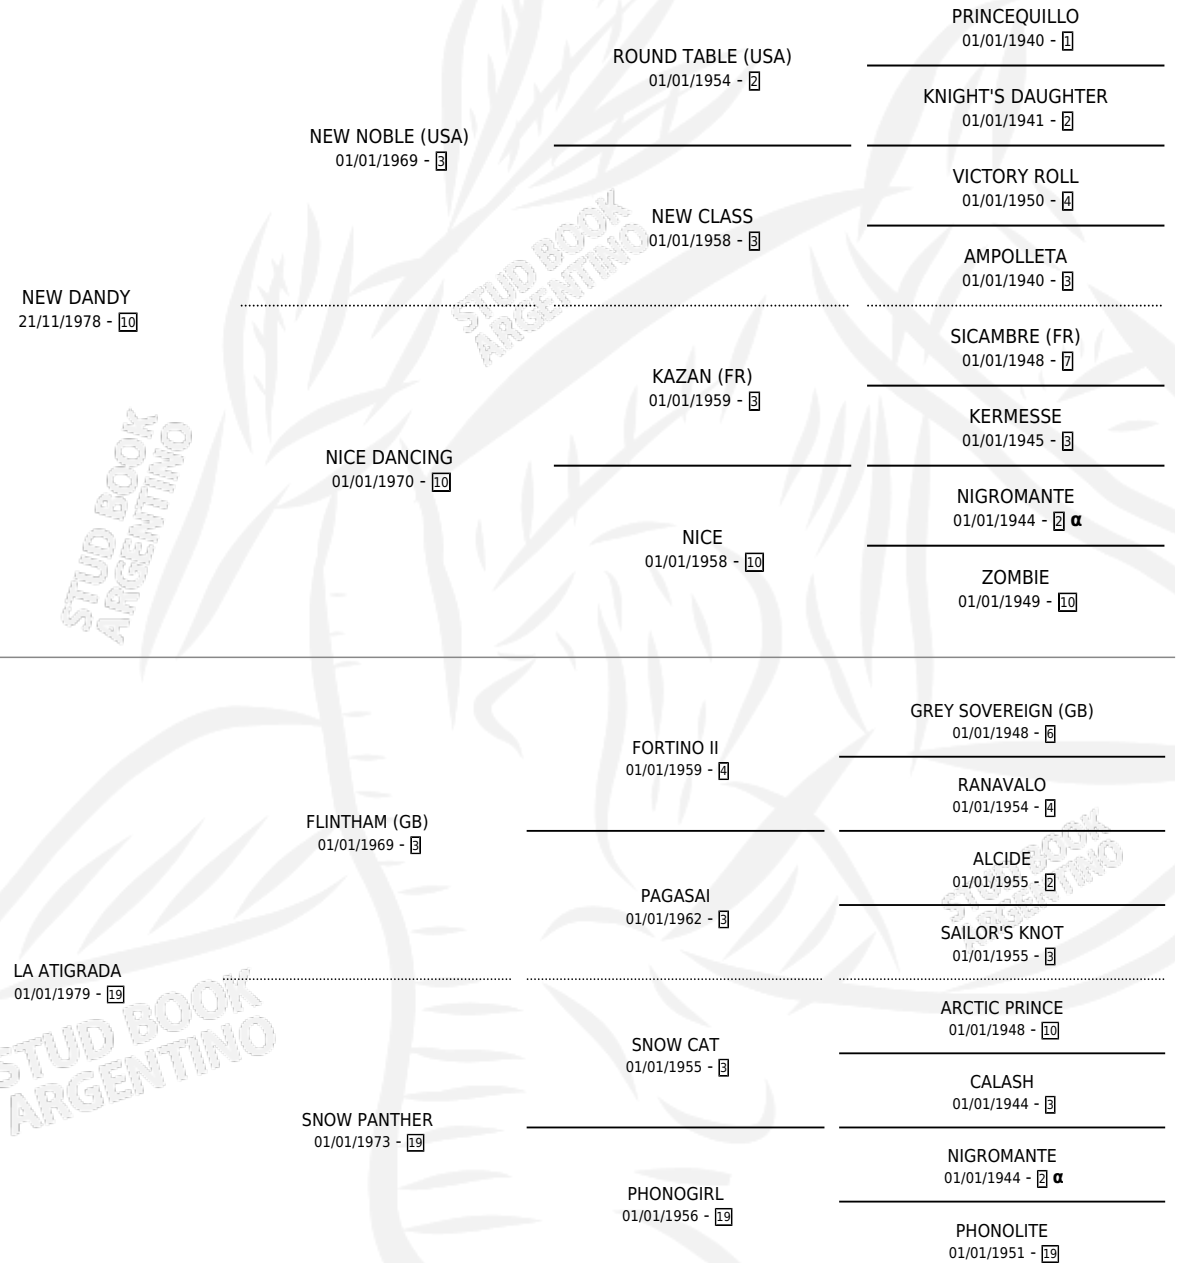 PRINCEQUILLO
01/01/1940 - 1
ROUND TABLE (USA)
01/01/1954 - 2
KNIGHT'S DAUGHTER
01/01/1941 - 2
NEW NOBLE (USA)
01/01/1969 - 3
VICTORY ROLL
01/01/1950 - 4
NEW CLASS
01/01/1958 - 3
AMPOLLETA
01/01/1940 - 3
NEW DANDY
21/11/1978 - 10
SICAMBRE (FR)
01/01/1948 - 7
KAZAN (FR)
01/01/1959 - 3
KERMESSE
01/01/1945 - 3
NICE DANCING
01/01/1970 - 10
NIGROMANTE
01/01/1944 - 2 α
NICE
01/01/1958 - 10
ZOMBIE
01/01/1949 - 10
GREY SOVEREIGN (GB)
01/01/1948 - 6
FORTINO II
01/01/1959 - 4
RANAVALO
01/01/1954 - 4
FLINTHAM (GB)
01/01/1969 - 3
ALCIDE
01/01/1955 - 2
PAGASAI
01/01/1962 - 3
SAILOR'S KNOT
01/01/1955 - 3
LA ATIGRADA
01/01/1979 - 19
ARCTIC PRINCE
01/01/1948 - 10
SNOW CAT
01/01/1955 - 3
CALASH
01/01/1944 - 3
SNOW PANTHER
01/01/1973 - 19
NIGROMANTE
01/01/1944 - 2 α
PHONOGIRL
01/01/1956 - 19
PHONOLITE
01/01/1951 - 19
STUD BOOK
ARGENTINO
STUD BOOK
ARGENTINO
STUD BOOK
ARGENTINO
STUD BOOK
ARGENTINO